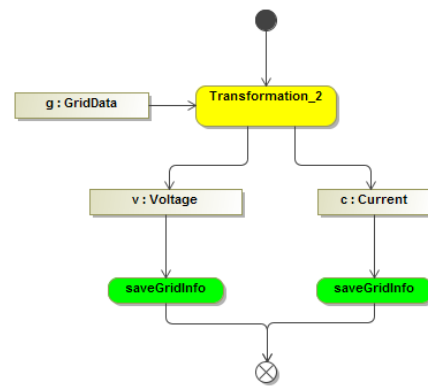 Transformation_2
g : GridData
v : Voltage
c : Current
saveGridInfo
saveGridInfo